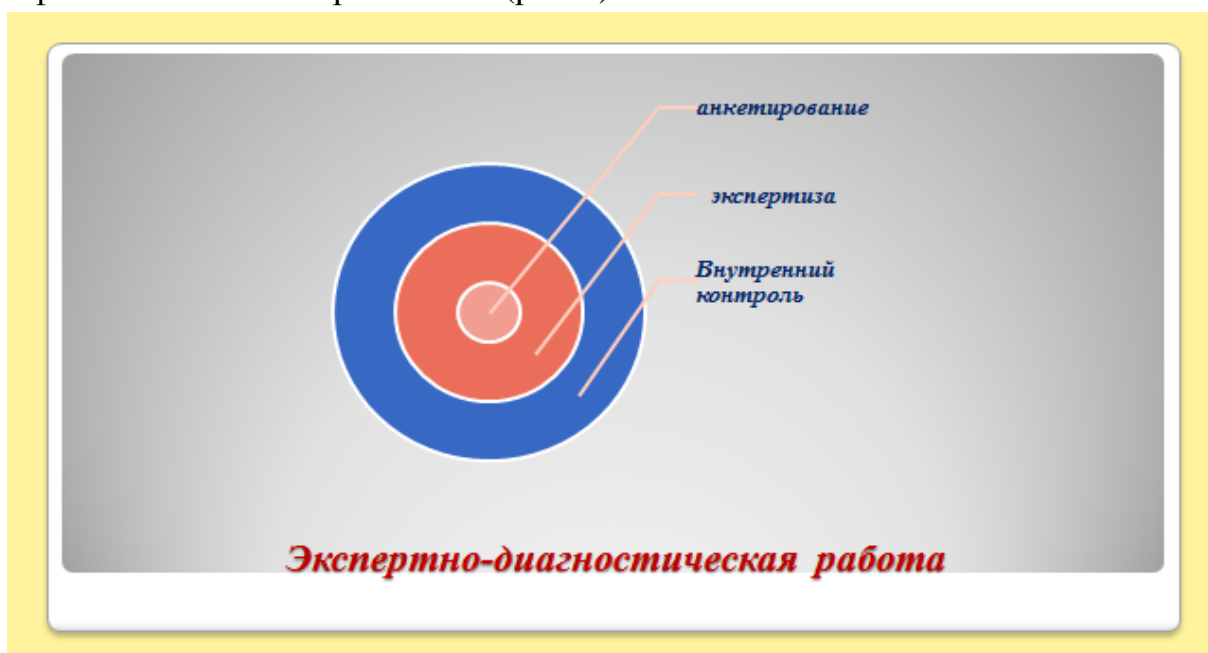 анкетирование
экспертиза
Внутренний
контроль
Экспертно-диагностическая работа